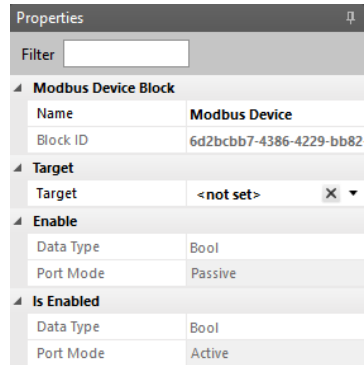 Properties
Filter
Modbus Device Block
Name Modbus Device
Block ID 6d2bcbb7-4386-4229-bb82
Target
Target <not set>
Enable
Data Type Bool
Port Mode Passive
Is Enabled
Data Type Bool
Port Mode Active